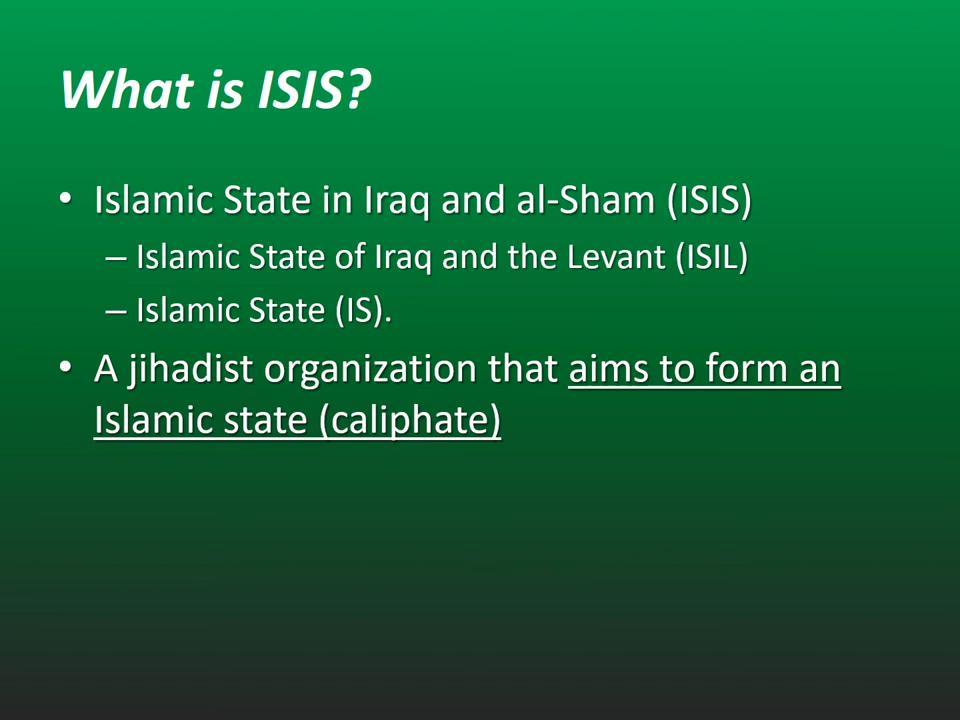 What is ISIS?
• Islamic State in Iraq and al-Sham (ISIS)
– Islamic State of Iraq and the Levant (ISIL)
– Islamic State (IS).
• A jihadist organization that aims to form an
Islamic state (caliphate)